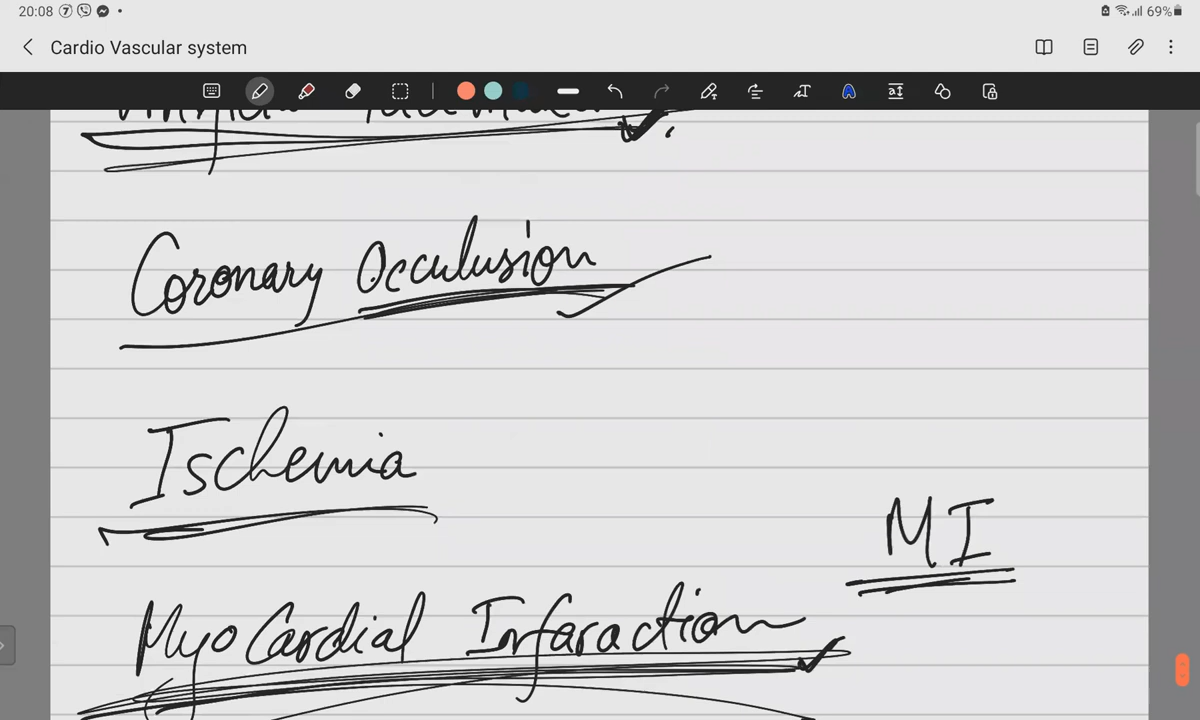 20:08 69%
Cardio Vascular system
Coronary Occulusion
Ischemia
MI
Myocardial Infaraction